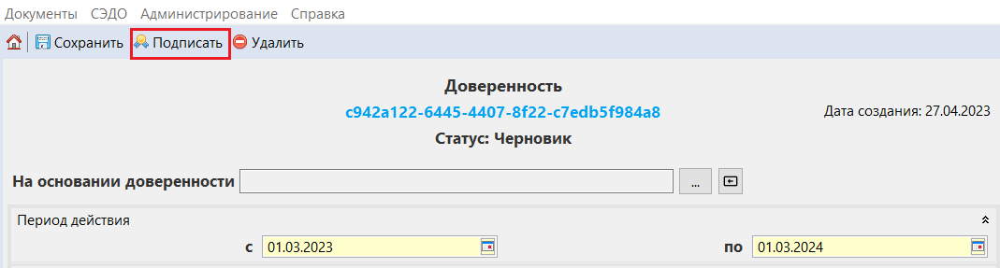 Документы СЭДО Администрирование Справка
Сохранить Подписать Удалить
Доверенность
c942a122-6445-4407-8f22-c7edb5f984a8
Дата создания: 27.04.2023
Статус: Черновик
На основании доверенности ...
Период действия
с 01.03.2023 по 01.03.2024